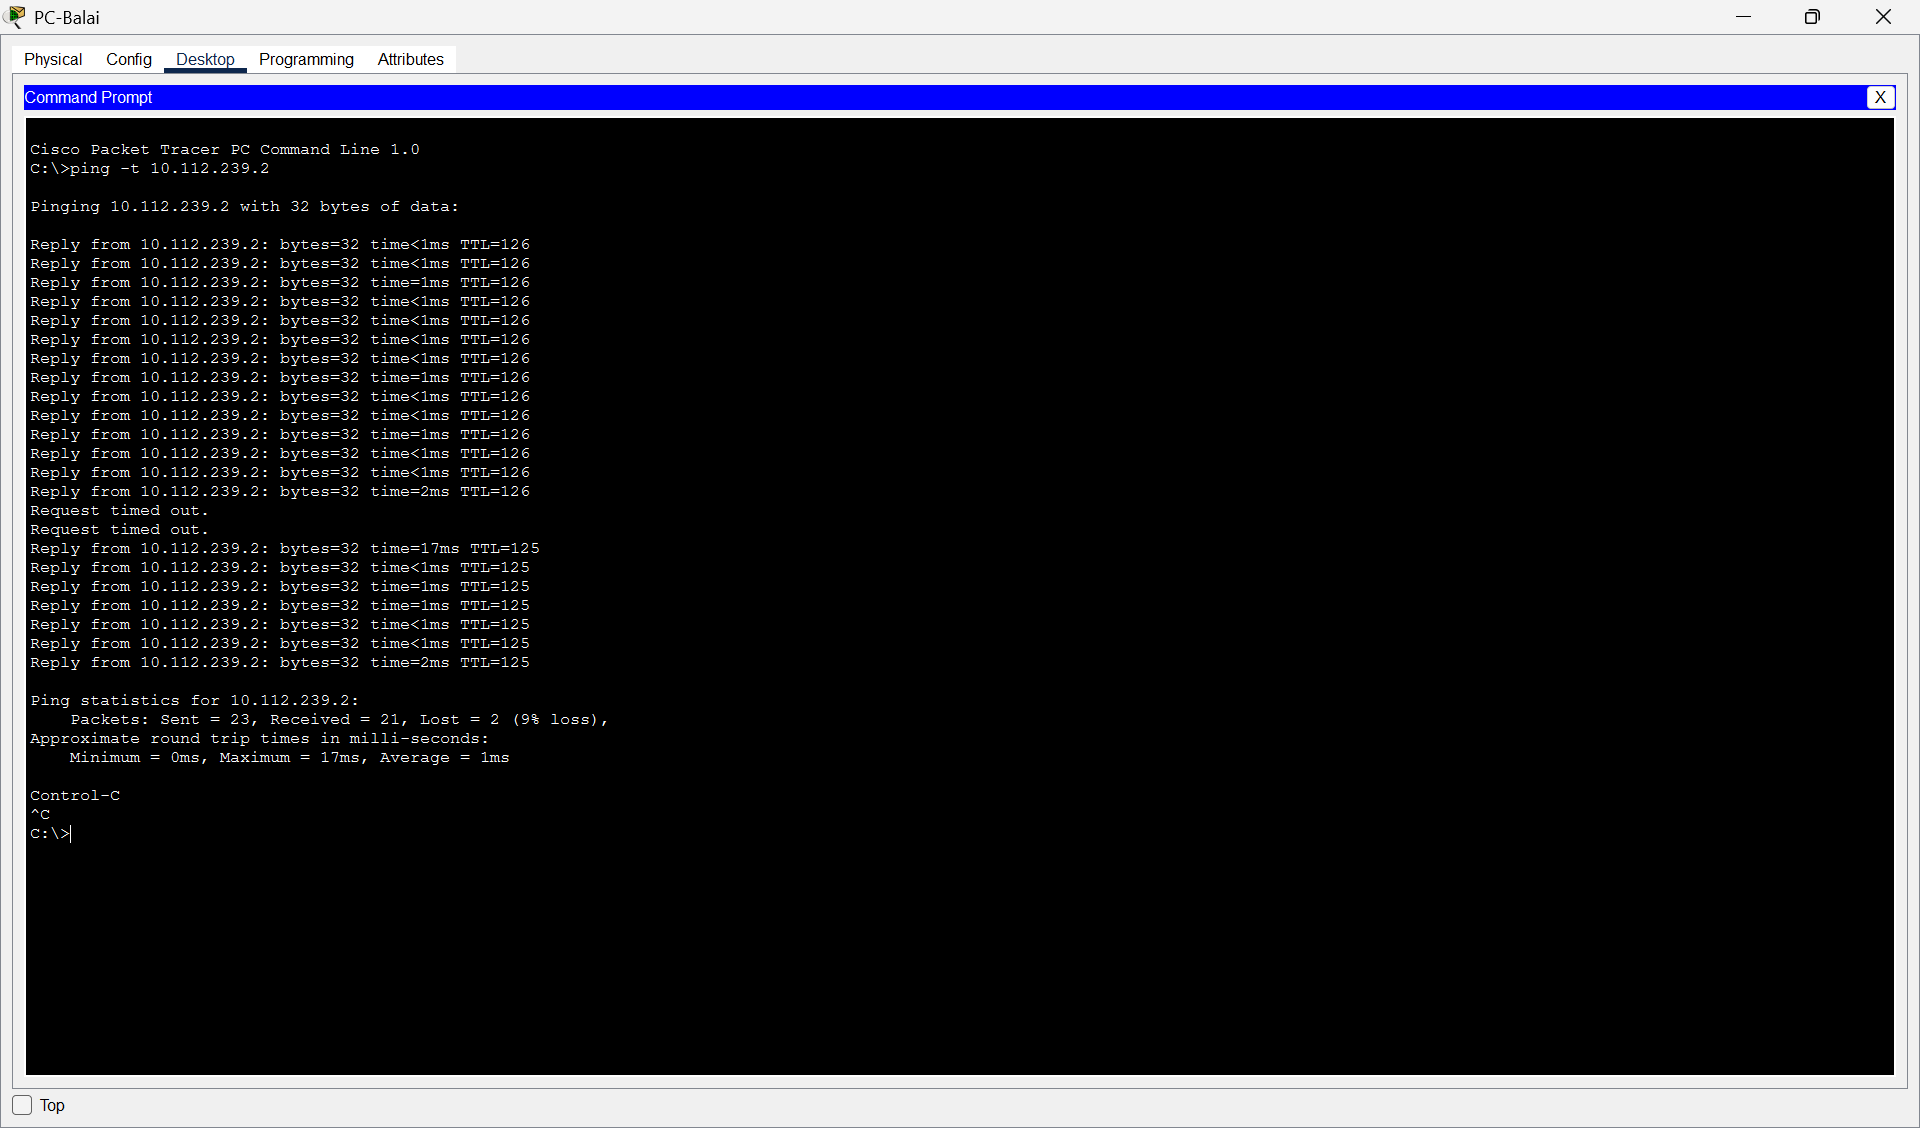 PC-Balai
Physical Config Desktop Programming Attributes
Command Prompt X
Cisco Packet Tracer PC Command Line 1.0
C:\>ping -t 10.112.239.2
Pinging 10.112.239.2 with 32 bytes of data:
Reply from 10.112.239.2: bytes=32 time<1ms TTL=126
Reply from 10.112.239.2: bytes=32 time<1ms TTL=126
Reply from 10.112.239.2: bytes=32 time=1ms TTL=126
Reply from 10.112.239.2: bytes=32 time<1ms TTL=126
Reply from 10.112.239.2: bytes=32 time<1ms TTL=126
Reply from 10.112.239.2: bytes=32 time<1ms TTL=126
Reply from 10.112.239.2: bytes=32 time<1ms TTL=126
Reply from 10.112.239.2: bytes=32 time=1ms TTL=126
Reply from 10.112.239.2: bytes=32 time<1ms TTL=126
Reply from 10.112.239.2: bytes=32 time<1ms TTL=126
Reply from 10.112.239.2: bytes=32 time=1ms TTL=126
Reply from 10.112.239.2: bytes=32 time<1ms TTL=126
Reply from 10.112.239.2: bytes=32 time<1ms TTL=126
Reply from 10.112.239.2: bytes=32 time=2ms TTL=126
Request timed out.
Request timed out.
Reply from 10.112.239.2: bytes=32 time=17ms TTL=125
Reply from 10.112.239.2: bytes=32 time<1ms TTL=125
Reply from 10.112.239.2: bytes=32 time=1ms TTL=125
Reply from 10.112.239.2: bytes=32 time=1ms TTL=125
Reply from 10.112.239.2: bytes=32 time<1ms TTL=125
Reply from 10.112.239.2: bytes=32 time<1ms TTL=125
Reply from 10.112.239.2: bytes=32 time=2ms TTL=125
Ping statistics for 10.112.239.2:
Packets: Sent = 23, Received = 21, Lost = 2 (9% loss),
Approximate round trip times in milli-seconds:
Minimum = 0ms, Maximum = 17ms, Average = 1ms
Control-C
^C
C:\>
Top